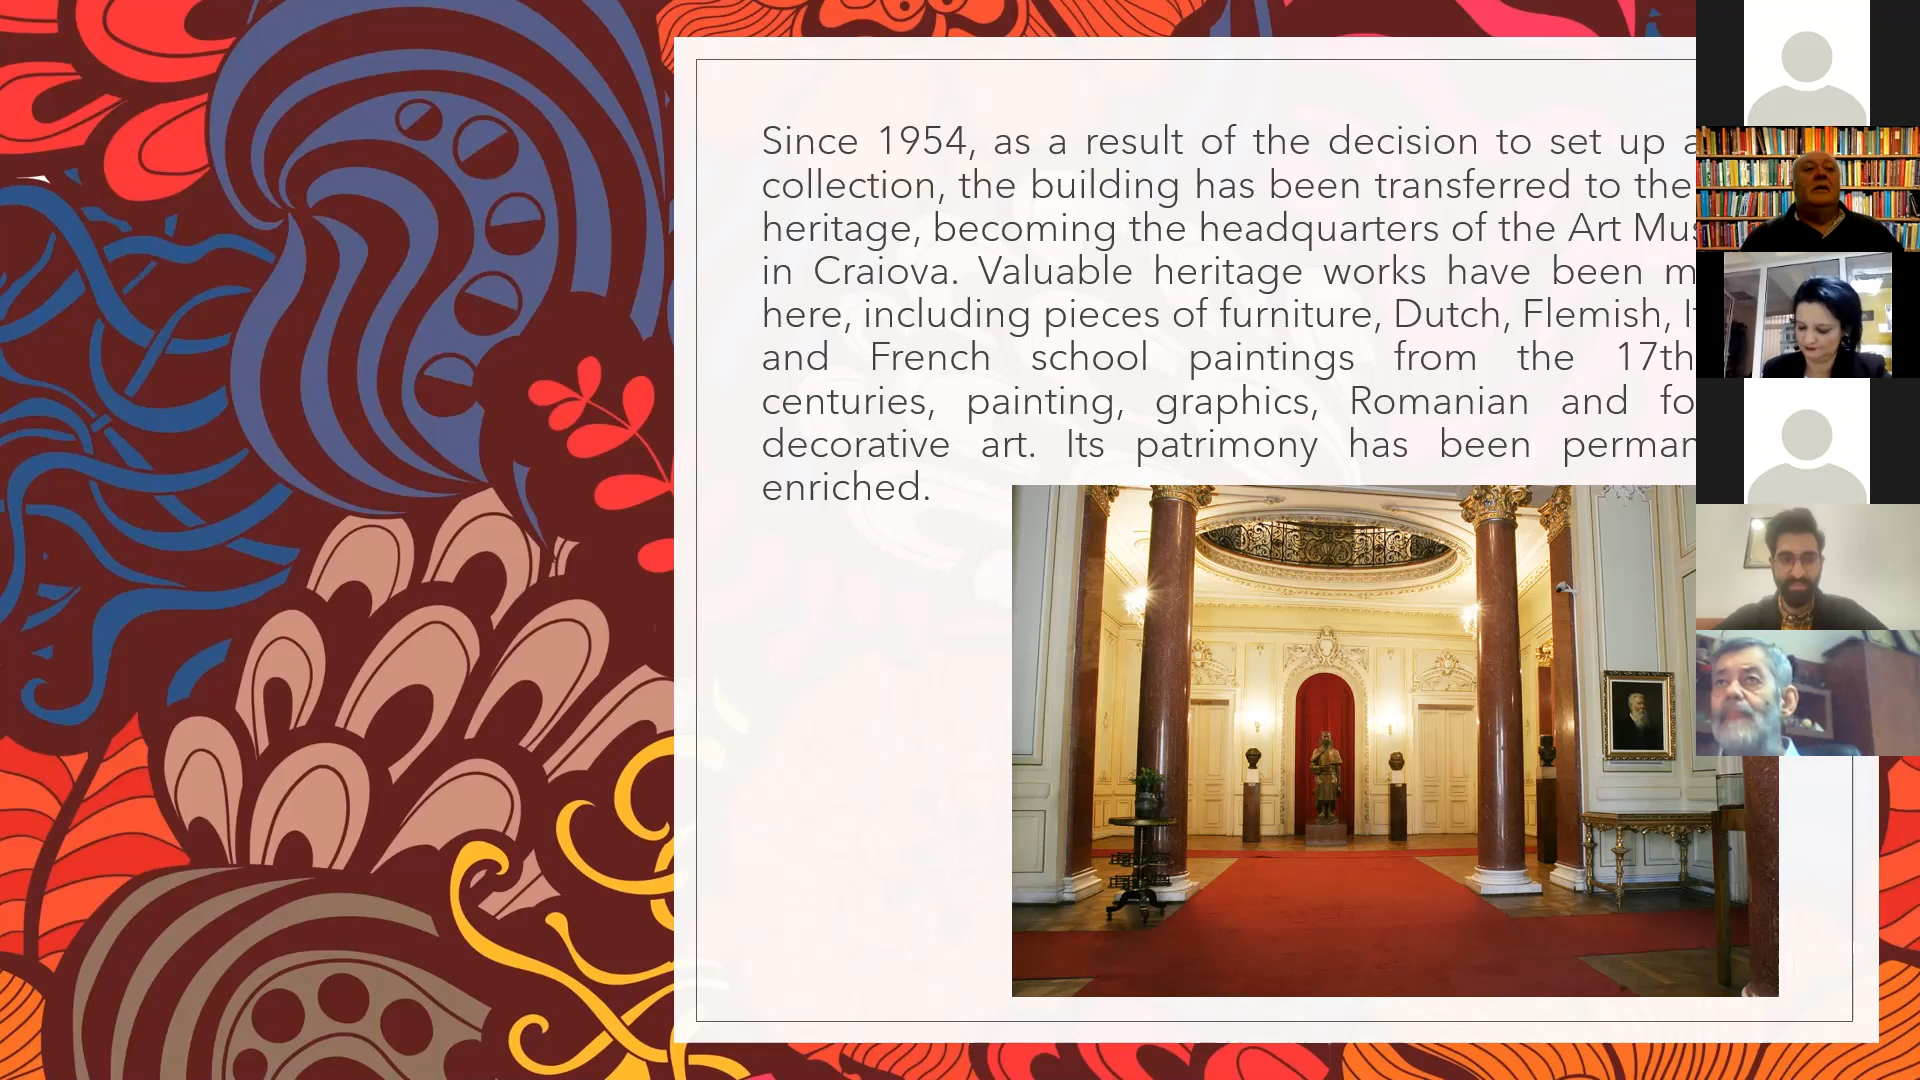 Since 1954, as a result of the decision to set up
collection, the building has been transferred to the
heritage, becoming the headquarters of the Art
in Craiova. Valuable heritage works have been
here, including pieces of furniture, Dutch, Flemish,
and French school paintings from the 17th
centuries, painting, graphics, Romanian and
decorative art. Its patrimony has been
enriched.